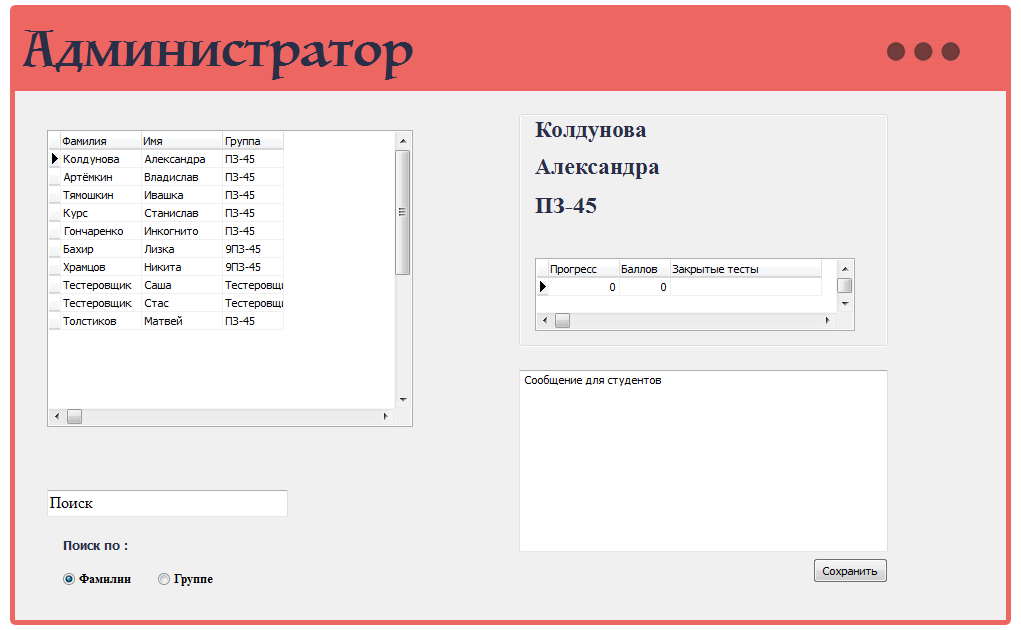 Администратор
Фамилия Имя Группа
Колдунова Александра ПЗ-45
Артёмкин Владислав ПЗ-45
Тямошкин Ивашка ПЗ-45
Курс Станислав ПЗ-45
Гончаренко Инкогнито ПЗ-45
Бахир Лизка 9ПЗ-45
Храмцов Никита 9ПЗ-45
Тестеровщик Саша Тестеровщи
Тестеровщик Стас Тестеровщи
Толстиков Матвей ПЗ-45
Поиск
Поиск по :
Фамилии Группе
Колдунова
Александра
ПЗ-45
Прогресс Баллов Закрытые тесты
0 0
Сообщение для студентов
Сохранить